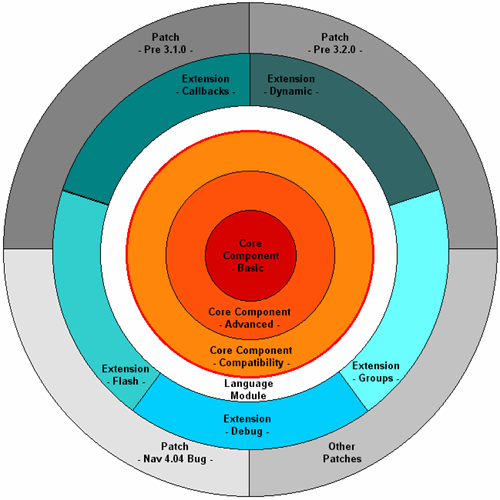 Patch
- Pre 3.1.0 -
Patch
- Pre 3.2.0 -
Extension
- Callbacks -
Extension
- Dynamic -
Core
Component
- Basic -
Core Component
- Advanced -
Core Component
- Compatibility -
Language
Module
Extension
- Flash -
Extension
- Groups -
Extension
- Debug -
Patch
- Nav 4.04 Bug -
Other
Patches